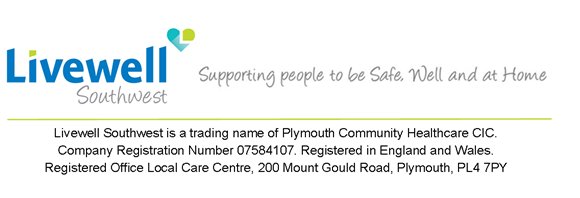 Livewell
Southwest
Supporting people to be Safe, Well and at Home
Livewell Southwest is a trading name of Plymouth Community Healthcare CIC.
Company Registration Number 07584107. Registered in England and Wales.
Registered Office Local Care Centre, 200 Mount Gould Road, Plymouth, PL4 7PY